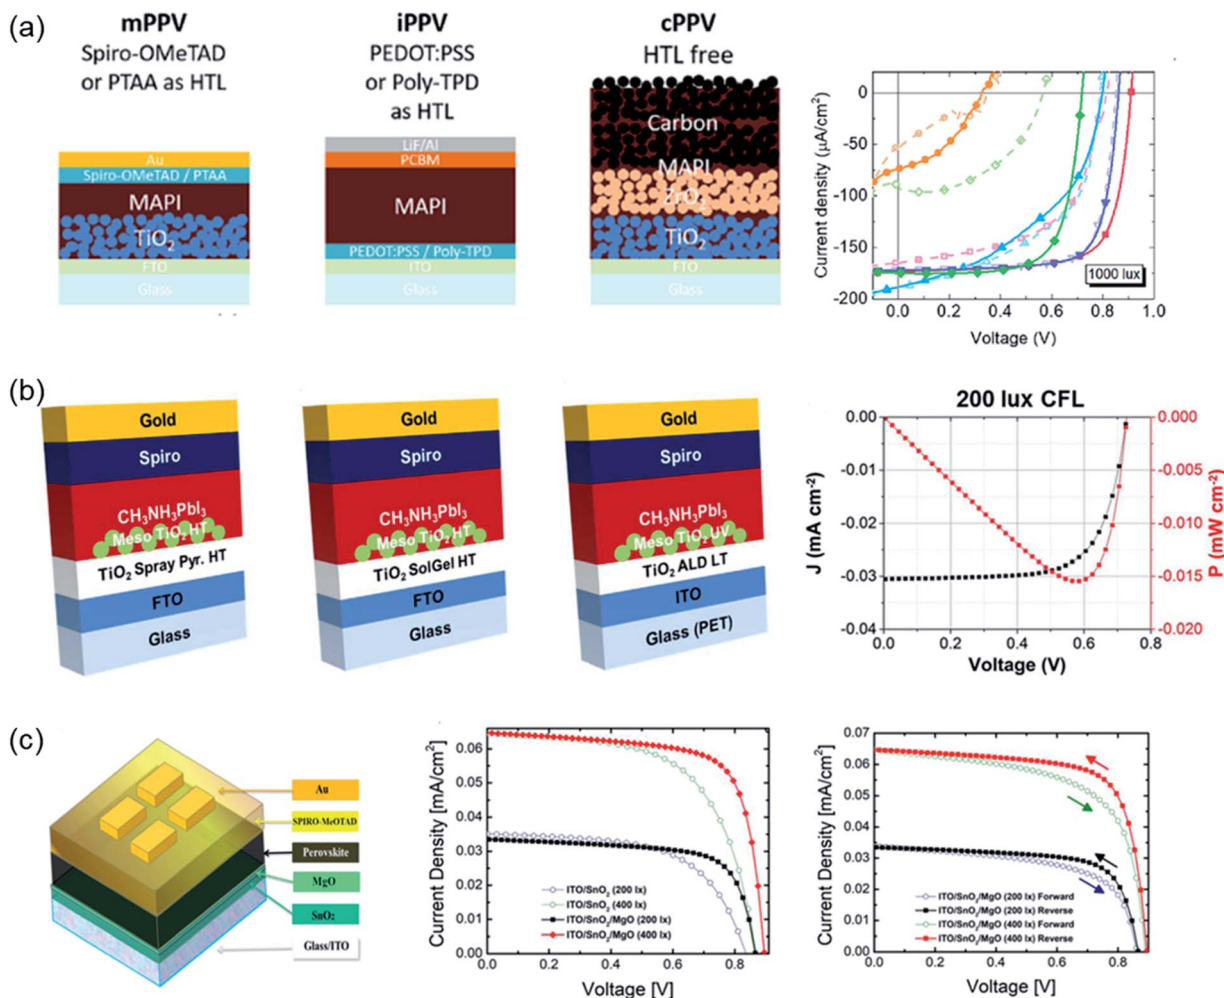 (a)
mPPV
Spiro-OMeTAD
or PTAA as HTL
Au
Spiro-OMeTAD / PTAA
MAPI
TiO2
FTO
Glass
iPPV
PEDOT:PSS
or Poly-TPD
as HTL
LiF/Al
PCBM
MAPI
PEDOT:PSS / Poly-TPD
ITO
Glass
cPPV
HTL free
Carbon
MAPI
ZrO2
TiO2
FTO
Glass
Current density (µA/cm²)
0
-50
-100
-150
-200
1000 lux
0.0 0.2 0.4 0.6 0.8 1.0
Voltage (V)
(b)
Gold
Spiro
CH3NH3PbI3
Meso TiO2 HT
TiO2 Spray Pyr. HT
FTO
Glass
Gold
Spiro
CH3NH3PbI3
Meso TiO2 HT
TiO2 SolGel HT
FTO
Glass
Gold
Spiro
CH3NH3PbI3
Meso TiO2 UV
TiO2 ALD LT
ITO
Glass (PET)
200 lux CFL
J (mA cm-2)
0.00
-0.01
-0.02
-0.03
-0.04
0.000
-0.005
-0.010
-0.015
-0.020
P (mW cm-2)
0.0 0.2 0.4 0.6 0.8
Voltage (V)
(c)
Au
SPIRO-MeOTAD
Perovskite
MgO
SnO2
Glass/ITO
Current Density [mA/cm²]
0.06
0.05
0.04
0.03
0.02
0.01
0.00
ITO/SnO2 (200 lx)
ITO/SnO2 (400 lx)
ITO/SnO2/MgO (200 lx)
ITO/SnO2/MgO (400 lx)
0.0 0.2 0.4 0.6 0.8
Voltage [V]
Current Density [mA/cm²]
0.07
0.06
0.05
0.04
0.03
0.02
0.01
0.00
ITO/SnO2/MgO (200 lx) Forward
ITO/SnO2/MgO (200 lx) Reverse
ITO/SnO2/MgO (400 lx) Forward
ITO/SnO2/MgO (400 lx) Reverse
0.0 0.2 0.4 0.6 0.8
Voltage [V]